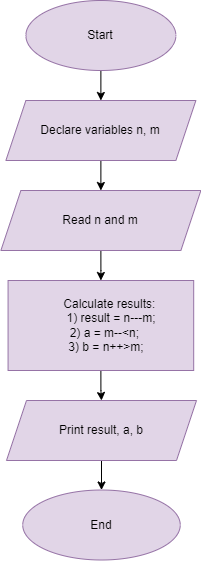 Start
Declare variables n, m
Read n and m
Calculate results:
1) result = n---m;
2) a = m--<n;
3) b = n++>m;
Print result, a, b
End